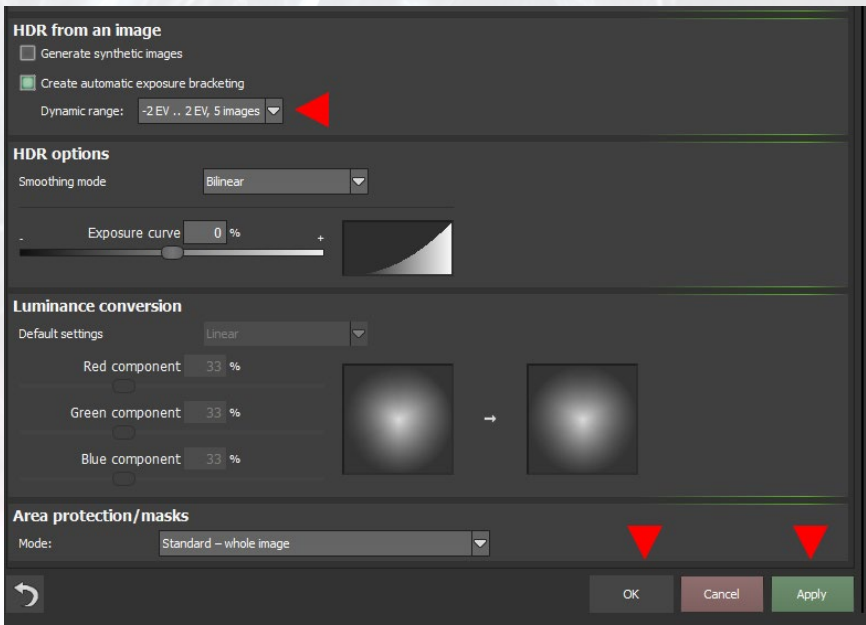 HDR from an image
Generate synthetic images
Create automatic exposure bracketing
Dynamic range: -2 EV .. 2 EV, 5 images
HDR options
Smoothing mode Bilinear
- Exposure curve 0 % +
Luminance conversion
Default settings Linear
Red component 33 %
Green component 33 %
→
Blue component 33 %
Area protection/masks
Mode: Standard – whole image
OK Cancel Apply